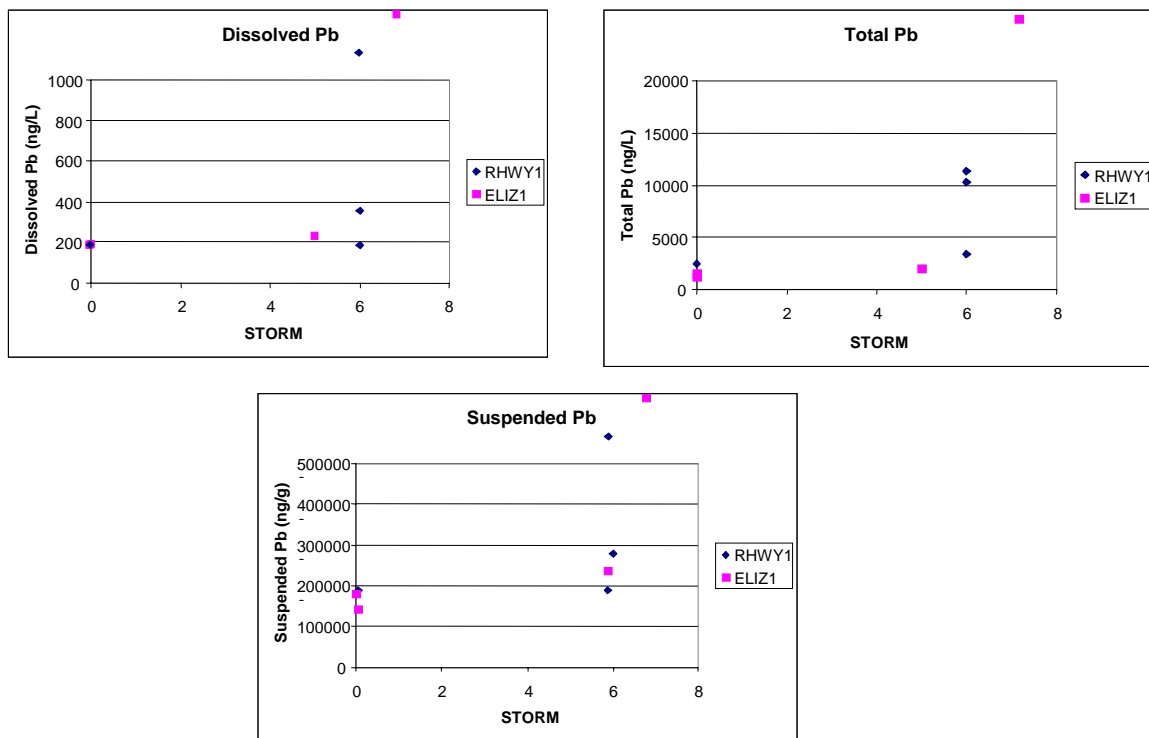 Dissolved Pb
Dissolved Pb (ng/L)
1000
800
600
400
200
0
0 2 4 6 8
STORM
RHWY1
ELIZ1
Total Pb
Total Pb (ng/L)
20000
15000
10000
5000
0
0 2 4 6 8
STORM
RHWY1
ELIZ1
Suspended Pb
Suspended Pb (ng/g)
500000
400000
300000
200000
100000
0
0 2 4 6 8
STORM
RHWY1
ELIZ1